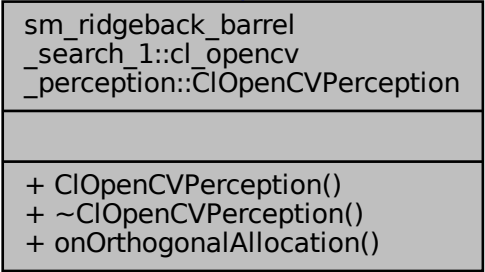 sm_ridgeback_barrel
_search_1::cl_opencv
_perception::ClOpenCVPerception
+ ClOpenCVPerception()
+ ~ClOpenCVPerception()
+ onOrthogonalAllocation()